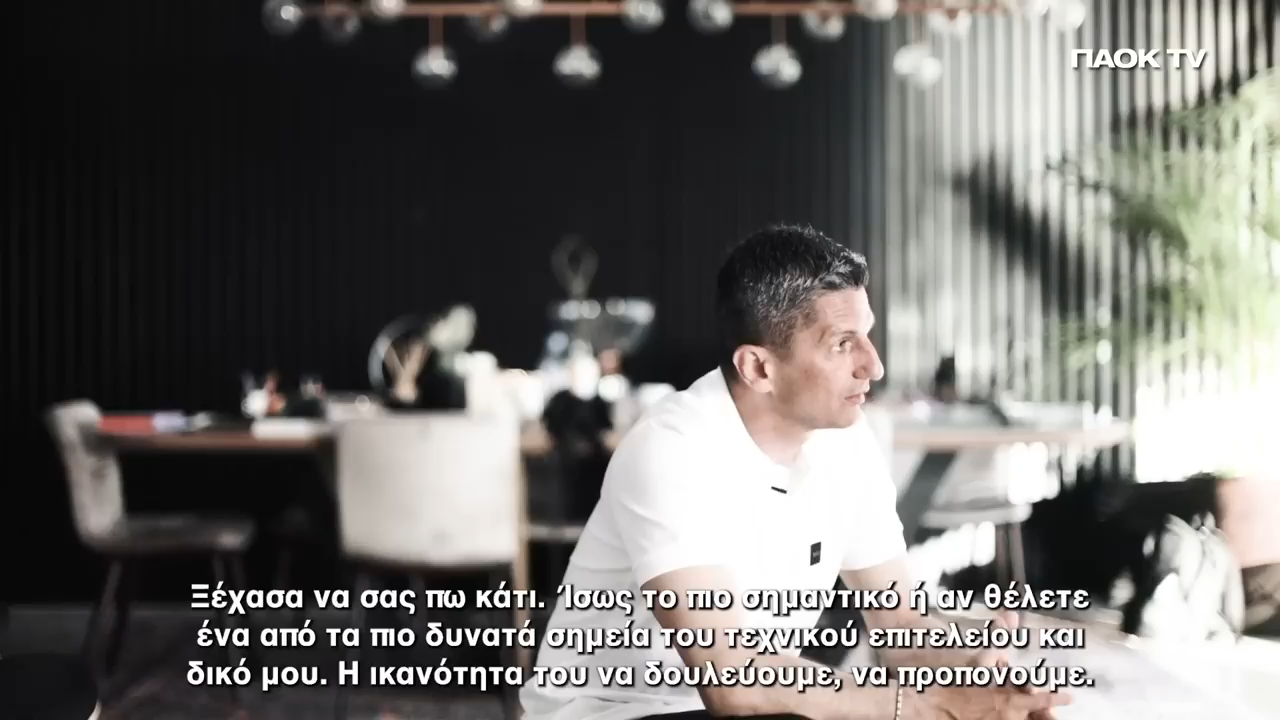 ΠΑΟΚ TV
Ξέχασα να σας πω κάτι. Ίσως το πιο σημαντικό ή αν θέλετε
ένα από τα πιο δυνατά σημεία του τεχνικού επιτελείου και
δικό μου. Η ικανότητα του να δουλεύουμε, να προπονούμε.